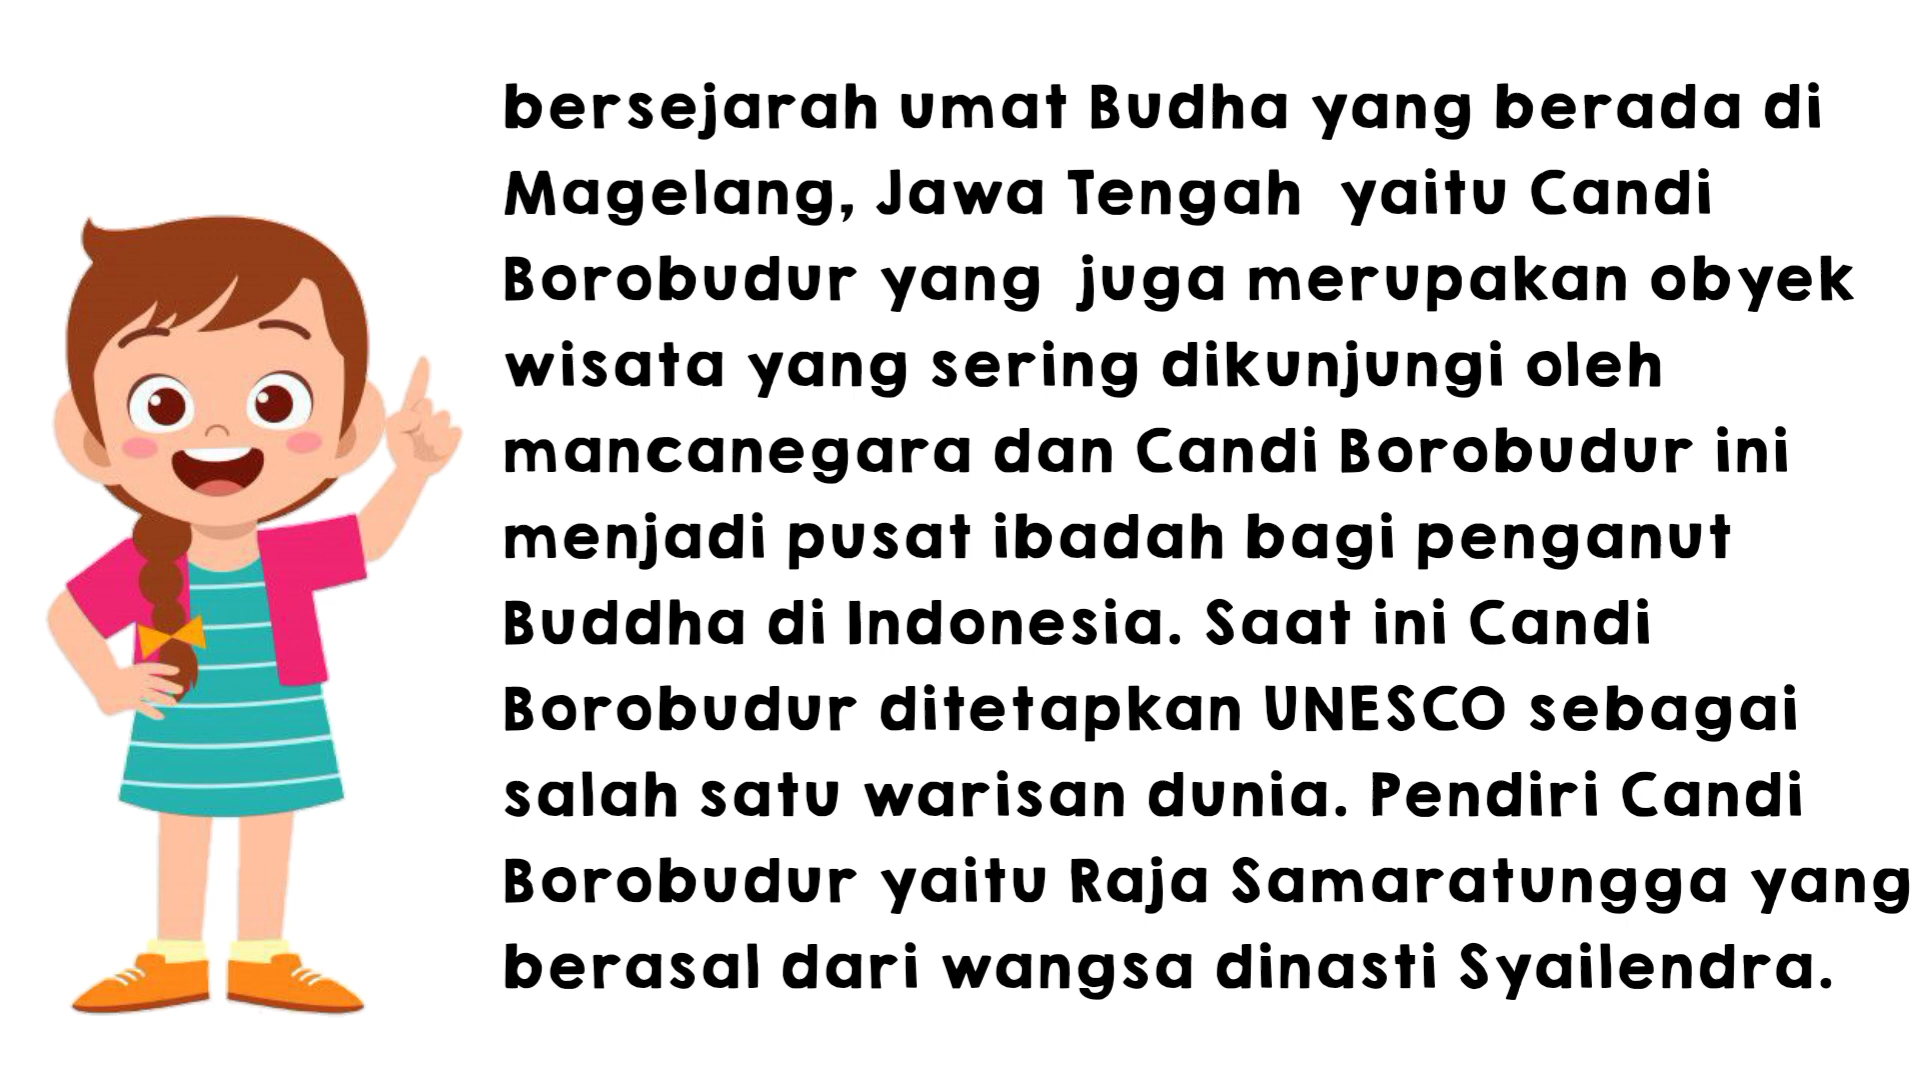 bersejarah umat Budha yang berada di
Magelang, Jawa Tengah  yaitu Candi
Borobudur yang  juga merupakan obyek
wisata yang sering dikunjungi oleh
mancanegara dan Candi Borobudur ini
menjadi pusat ibadah bagi penganut
Buddha di Indonesia. Saat ini Candi
Borobudur ditetapkan UNESCO sebagai
salah satu warisan dunia. Pendiri Candi
Borobudur yaitu Raja Samaratungga yang
berasal dari wangsa dinasti Syailendra.